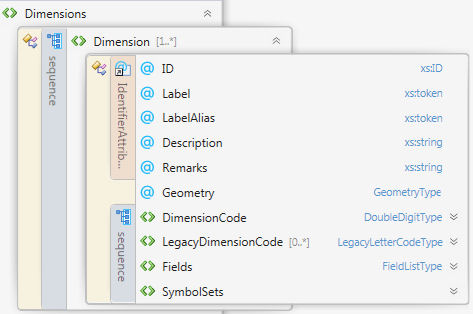 Dimensions
Dimension [1..*]
sequence
IdentifierAttrib...
ID xs:ID
Label xs:token
LabelAlias xs:token
Description xs:string
Remarks xs:string
Geometry GeometryType
sequence
DimensionCode DoubleDigitType
LegacyDimensionCode [0..*] LegacyLetterCodeType
Fields FieldListType
SymbolSets